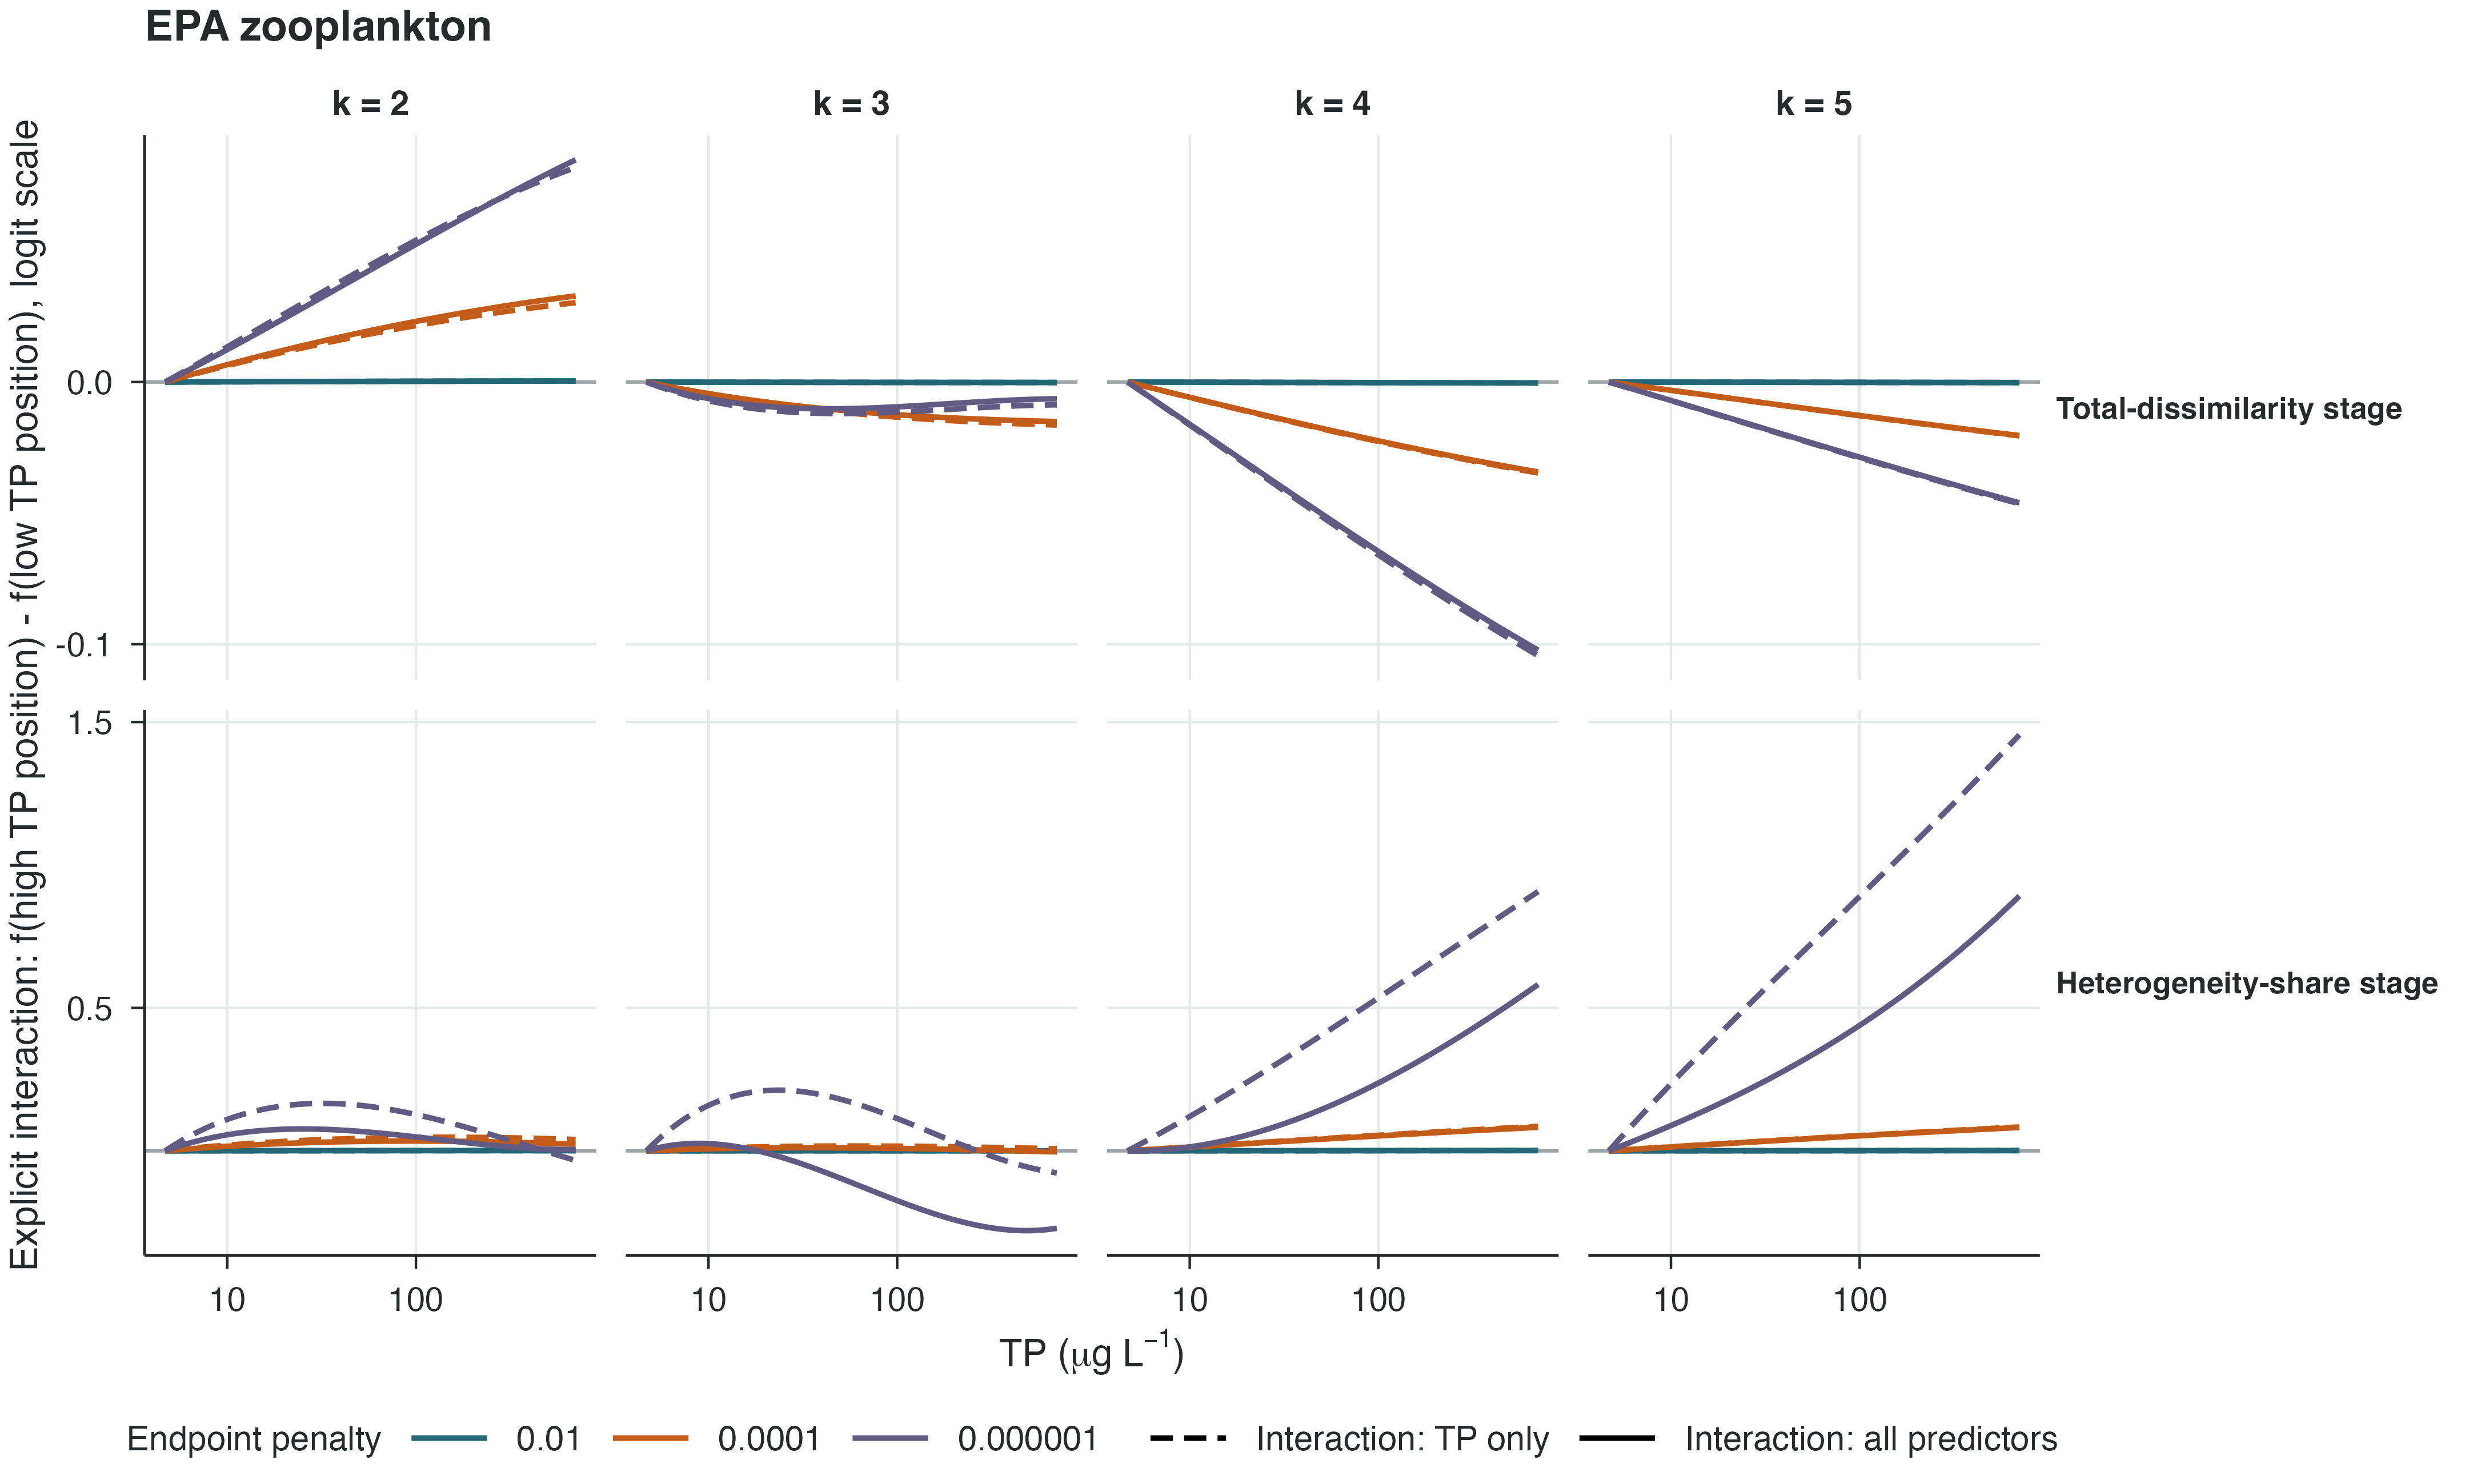 EPA zooplankton
k = 2
k = 3
k = 4
k = 5
Explicit interaction: f(high TP position) - f(low TP position), logit scale
0.0
-0.1
Total-dissimilarity stage
1.5
0.5
Heterogeneity-share stage
10 100 10 100 10 100 10 100
TP (μg L⁻¹)
Endpoint penalty 0.01 0.0001 0.000001 Interaction: TP only Interaction: all predictors